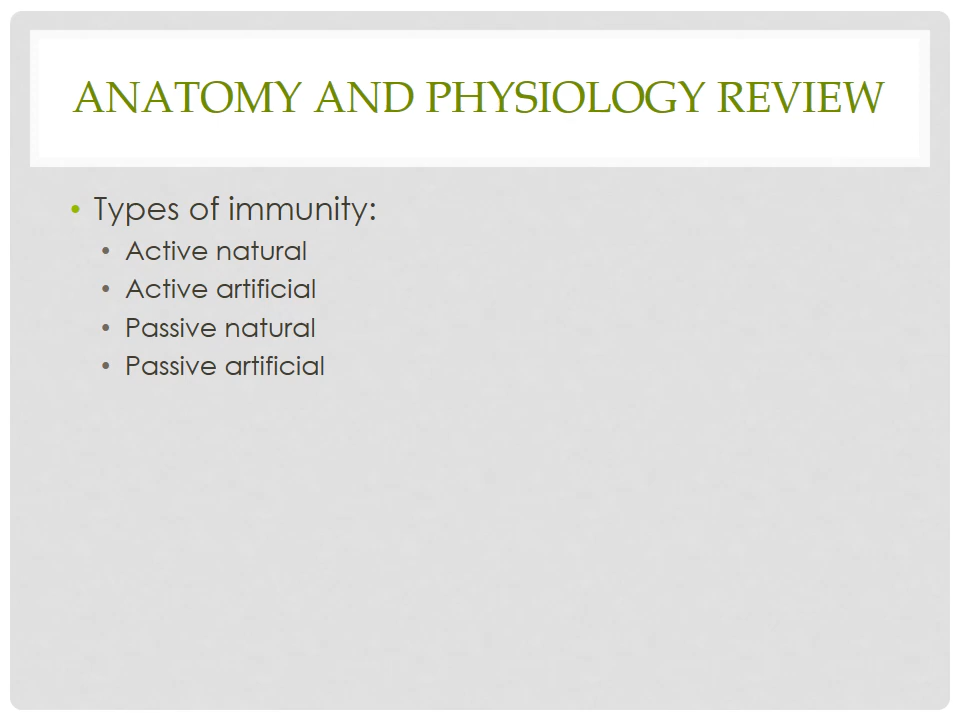 ANATOMY AND PHYSIOLOGY REVIEW
• Types of immunity:
• Active natural
• Active artificial
• Passive natural
• Passive artificial